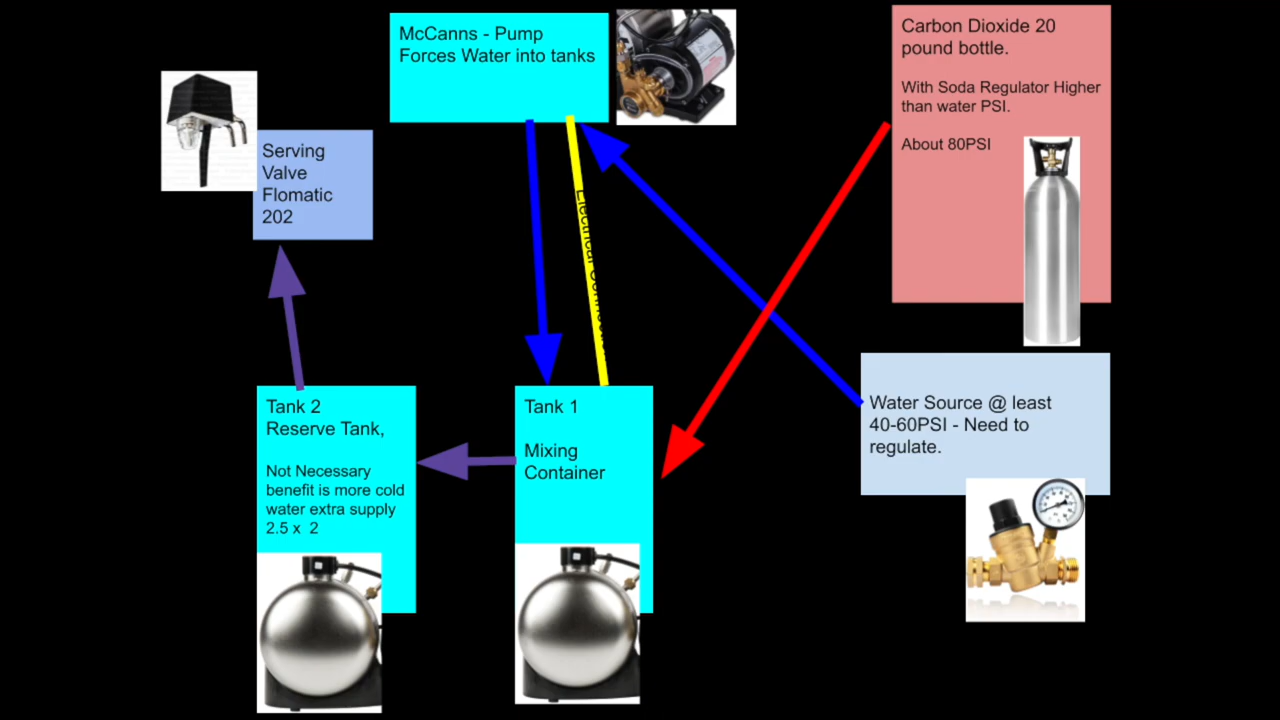 McCanns - Pump
Forces Water into tanks
Carbon Dioxide 20
pound bottle.
With Soda Regulator Higher
than water PSI.
About 80PSI
Serving
Valve
Flomatic
202
Electrical
Water Source @ least
40-60PSI - Need to
regulate.
Tank 2
Reserve Tank,
Not Necessary
benefit is more cold
water extra supply
2.5 x 2
Tank 1
Mixing
Container